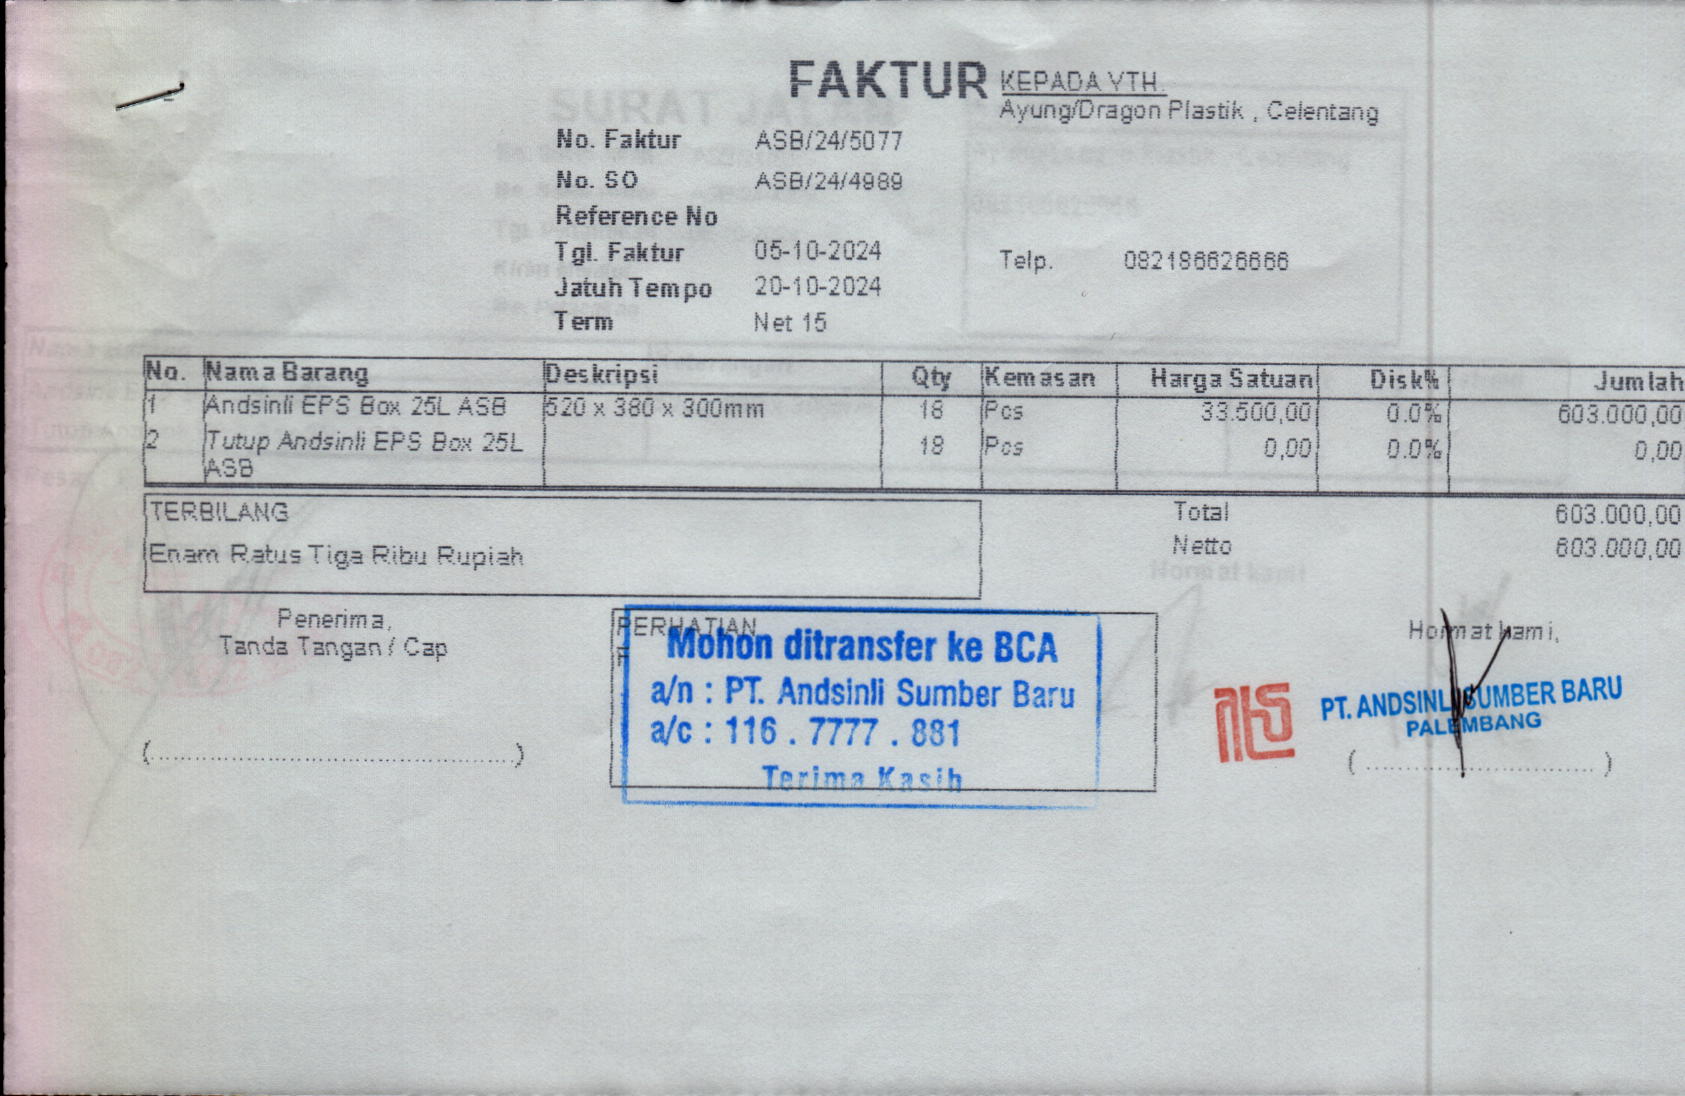 FAKTUR
KEPADA YTH.
Ayung/Dragon Plastik , Celentang
No. Faktur ASB/24/5077
No. SO ASB/24/4989
Reference No
Tgl. Faktur 05-10-2024
Telp. 082186626666
Jatuh Tempo 20-10-2024
Term Net 15
No. Nama Barang Deskripsi Qty Kemasan Harga Satuan Disk% Jumlah
1 Andsinli EPS Box 25L ASB 520 x 380 x 300mm 18 Pcs 33.500,00 0.0% 603.000,00
2 Tutup Andsinli EPS Box 25L 18 Pcs 0,00 0.0% 0,00
ASB
TERBILANG
Total 603.000,00
Enam Ratus Tiga Ribu Rupiah
Netto 603.000,00
Penerima,
Tanda Tangan / Cap
PERHATIAN
Mohon ditransfer ke BCA
a/n : PT. Andsinli Sumber Baru
a/c : 116 . 7777 . 881
Terima Kasih
Hormat kami,
PT. ANDSINLI SUMBER BARU
PALEMBANG
SURAT JALAN
Hormat kami